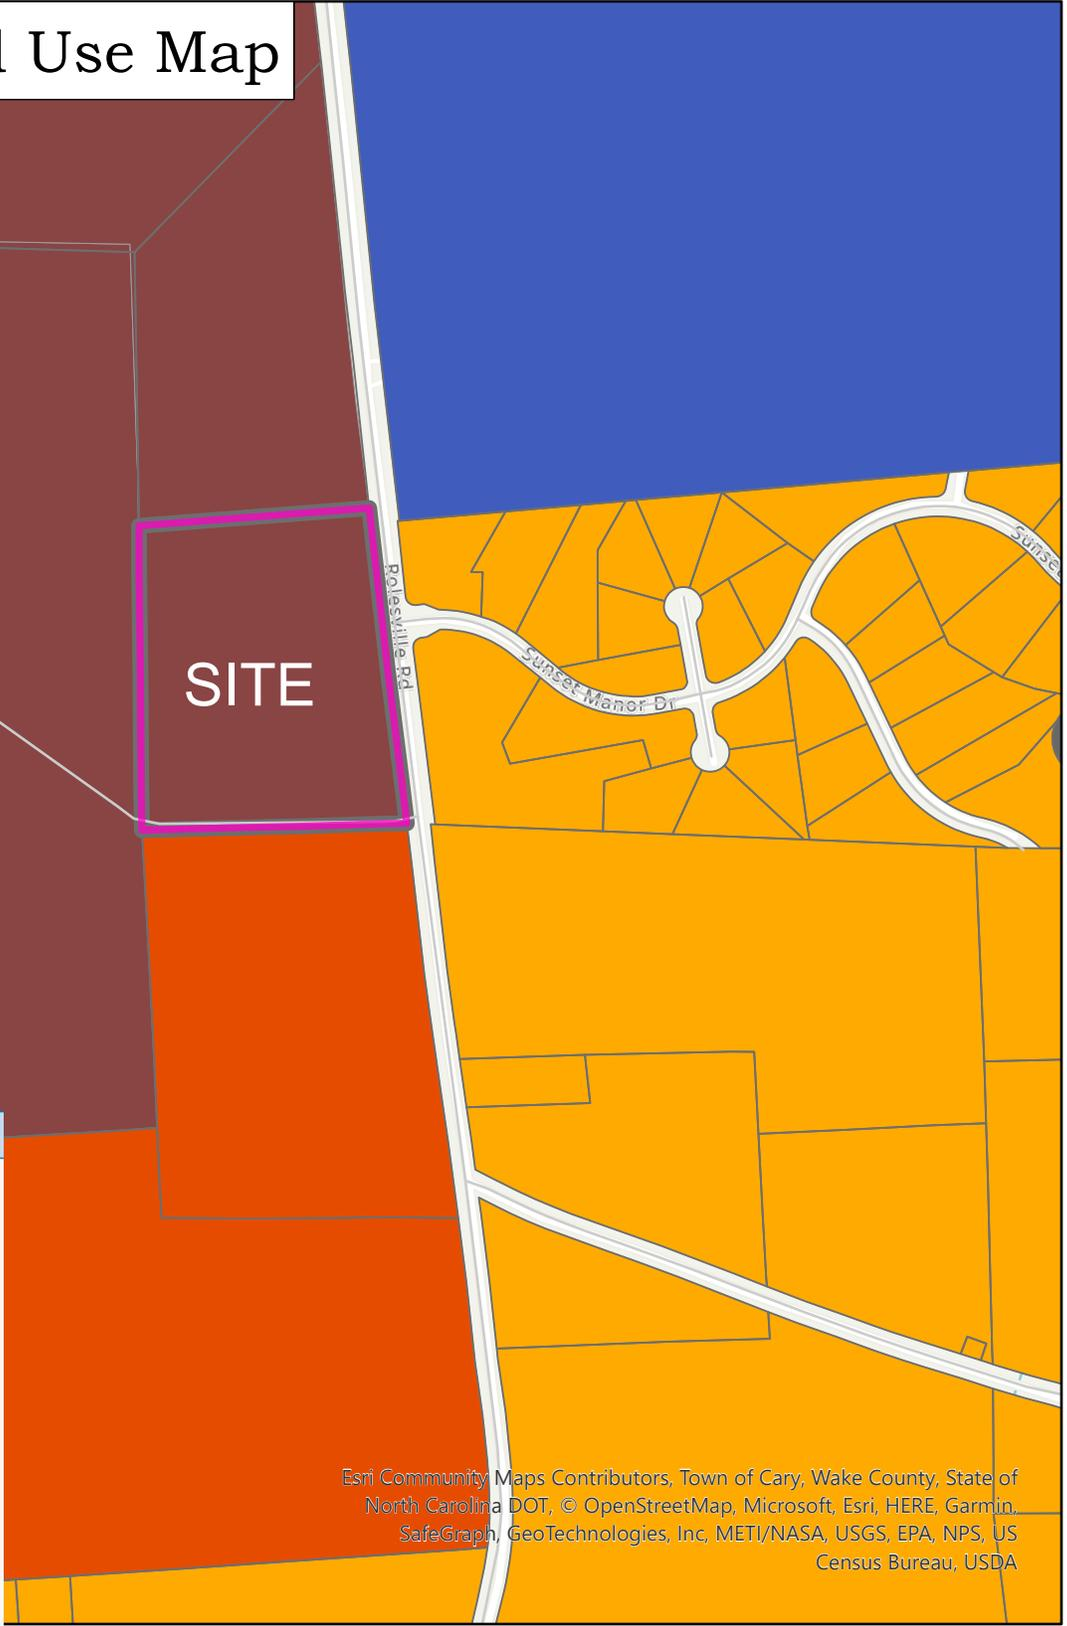 l Use Map
Rolesville Rd
Sunset Manor Dr
Sunse
SITE
Esri Community Maps Contributors, Town of Cary, Wake County, State of
North Carolina DOT, © OpenStreetMap, Microsoft, Esri, HERE, Garmin,
SafeGraph, GeoTechnologies, Inc, METI/NASA, USGS, EPA, NPS, US
Census Bureau, USDA